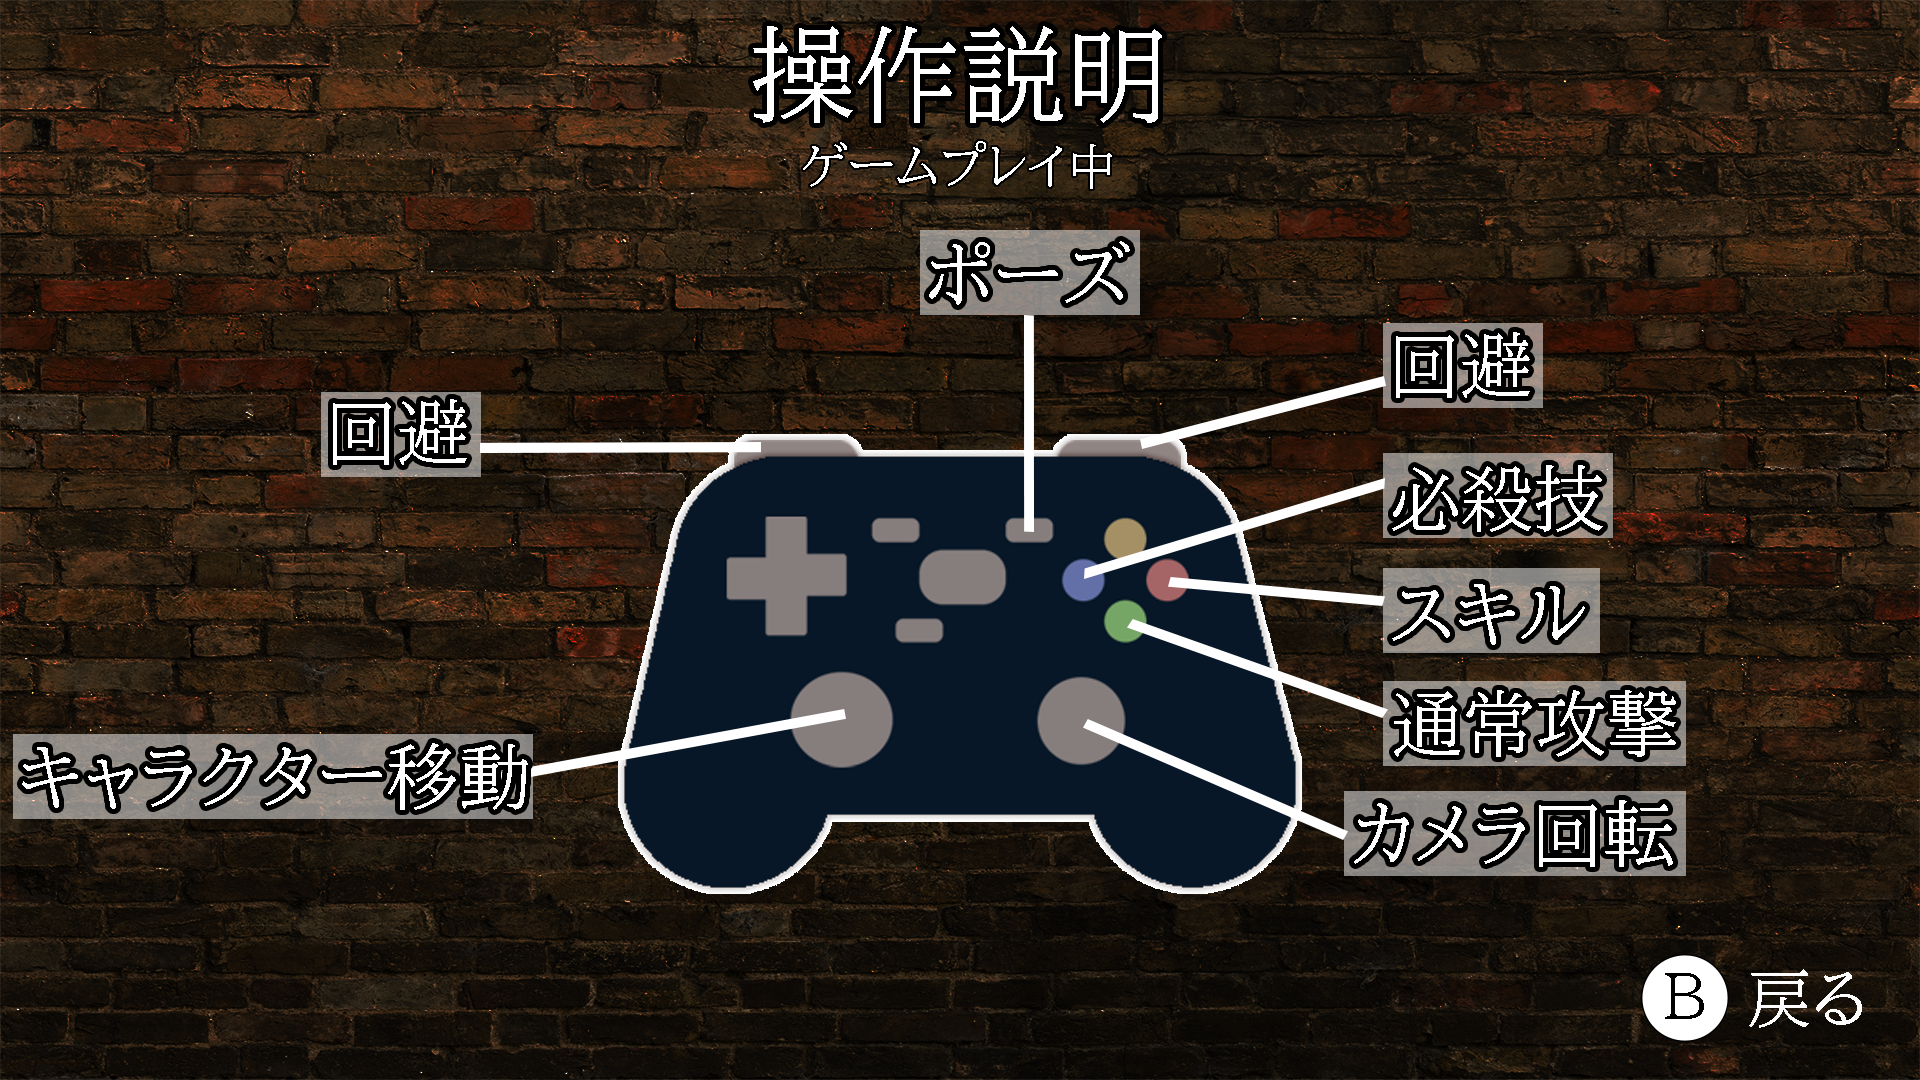 操作説明
ゲームプレイ中
ポーズ
回避
回避
必殺技
スキル
通常攻撃
キャラクター移動
カメラ回転
B 戻る